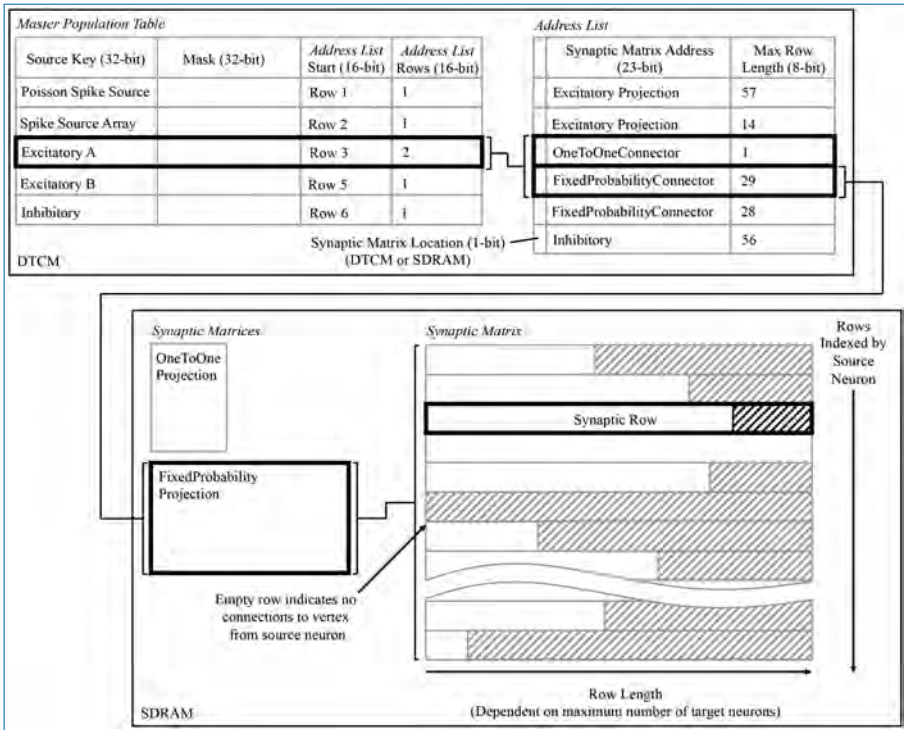 Master Population Table
Source Key (32-bit)
Mask (32-bit)
Address List
Start (16-bit)
Address List
Rows (16-bit)
Poisson Spike Source
Row 1
1
Spike Source Array
Row 2
1
Excitatory A
Row 3
2
Excitatory B
Row 5
1
Inhibitory
Row 6
1
DTCM
Address List
Synaptic Matrix Address
(23-bit)
Max Row
Length (8-bit)
Excitatory Projection
57
Excitatory Projection
14
OneToOneConnector
1
FixedProbabilityConnector
29
FixedProbabilityConnector
28
Inhibitory
56
Synaptic Matrix Location (1-bit)
(DTCM or SDRAM)
Synaptic Matrices
OneToOne
Projection
FixedProbability
Projection
Empty row indicates no
connections to vertex
from source neuron
Synaptic Matrix
Synaptic Row
Rows
Indexed by
Source
Neuron
Row Length
(Dependent on maximum number of target neurons)
SDRAM